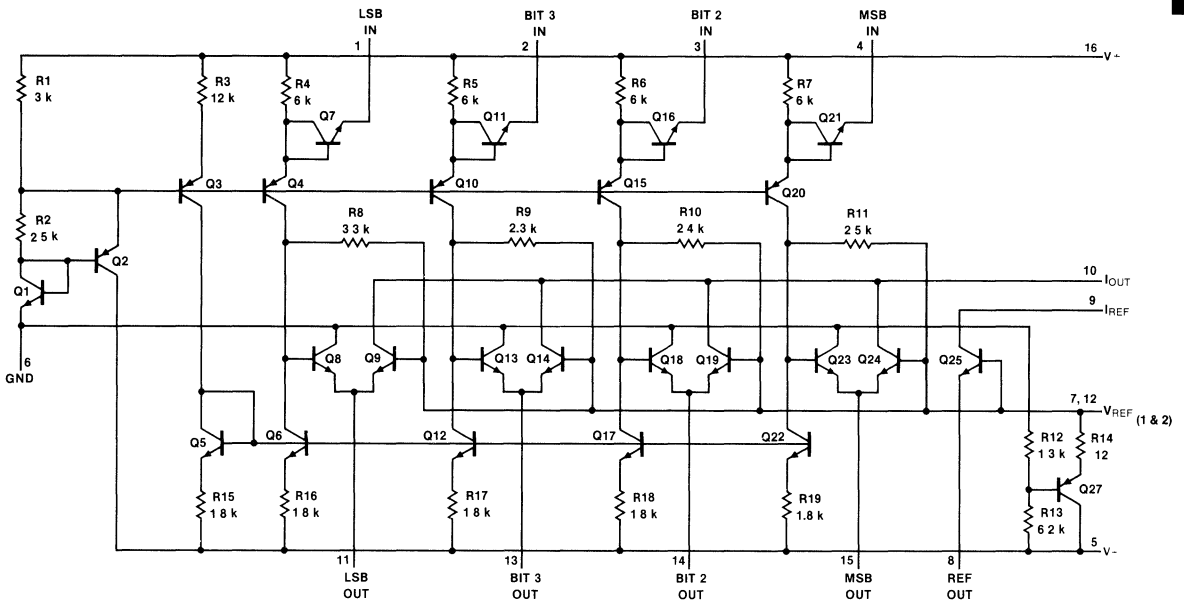 LSB IN
BIT 3 IN
BIT 2 IN
MSB IN
1
2
3
4
16
V+
R1 3 k
R3 12 k
R4 6 k
R5 6 k
R6 6 k
R7 6 k
Q7
Q11
Q16
Q21
Q3
Q4
Q10
Q15
Q20
R2 2 5 k
R8 3 3 k
R9 2.3 k
R10 2 4 k
R11 2 5 k
Q2
Q1
10
IOUT
9
IREF
6
GND
Q8
Q9
Q13
Q14
Q18
Q19
Q23
Q24
Q25
7, 12
VREF (1 & 2)
Q5
Q6
Q12
Q17
Q22
R12 1 3 k
R14 12
Q27
R15 1 8 k
R16 1 8 k
R17 1 8 k
R18 1 8 k
R19 1.8 k
R13 6 2 k
5
V-
11
13
14
15
8
LSB OUT
BIT 3 OUT
BIT 2 OUT
MSB OUT
REF OUT